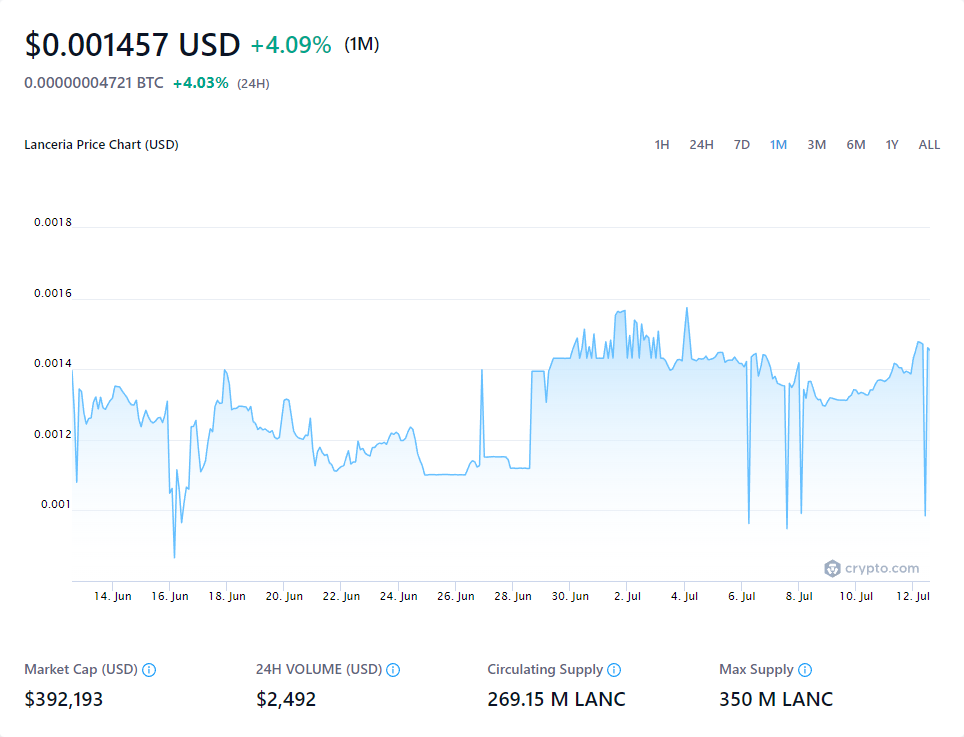 $0.001457 USD +4.09% (1M)
0.00000004721 BTC +4.03% (24H)
Lanceria Price Chart (USD) 1H 24H 7D 1M 3M 6M 1Y ALL
0.0018
0.0016
0.0014
0.0012
0.001
crypto.com
14. Jun 16. Jun 18. Jun 20. Jun 22. Jun 24. Jun 26. Jun 28. Jun 30. Jun 2. Jul 4. Jul 6. Jul 8. Jul 10. Jul 12. Jul
Market Cap (USD) 24H VOLUME (USD) Circulating Supply Max Supply
$392,193 $2,492 269.15 M LANC 350 M LANC